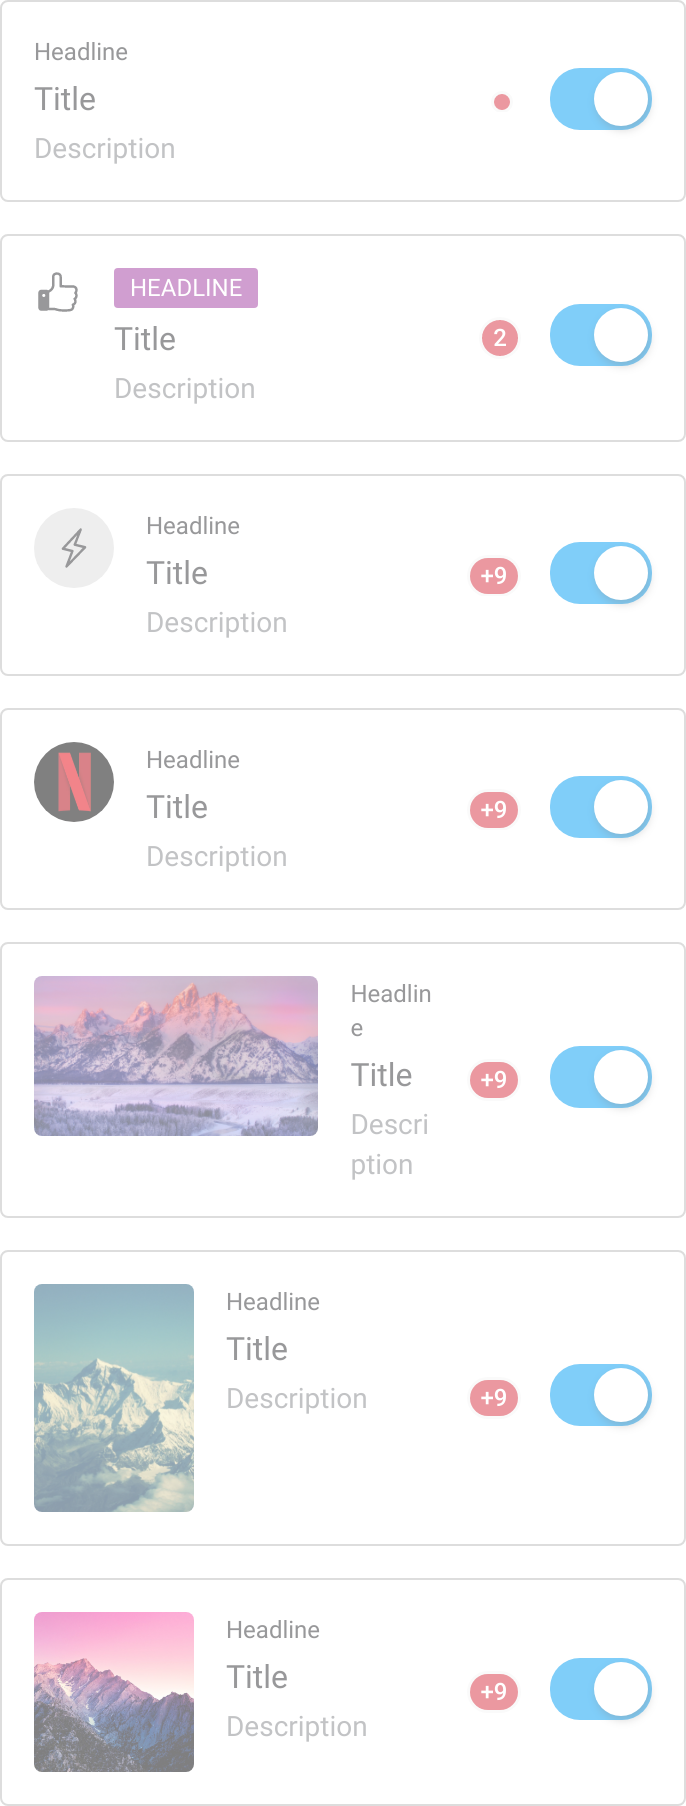 Headline
Title
Description
HEADLINE
Title
2
Description
Headline
Title
+9
Description
N
Headline
Title
+9
Description
Headlin
e
Title
+9
Descri
ption
Headline
Title
Description
+9
Headline
Title
+9
Description